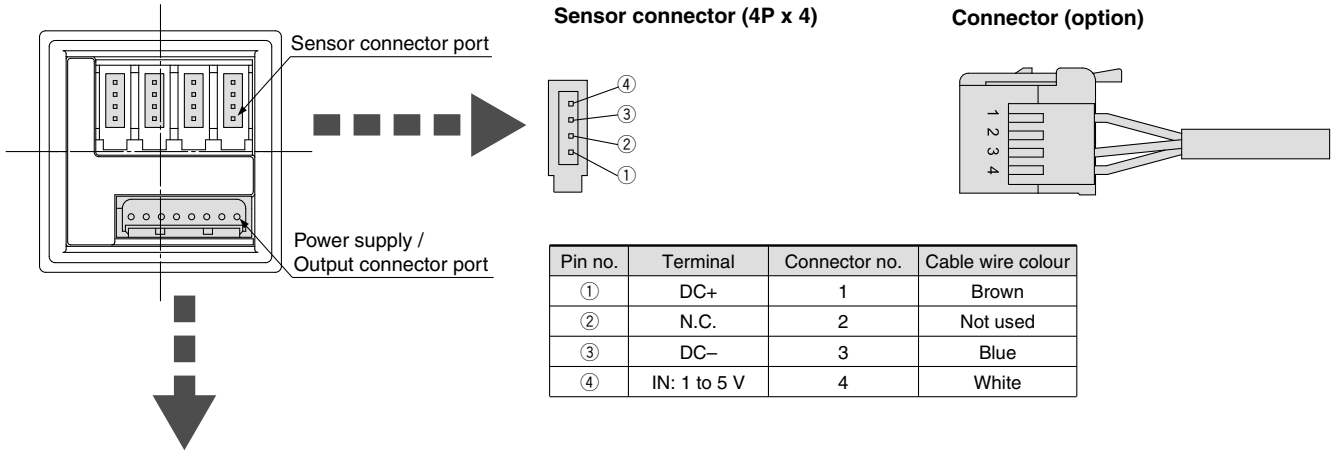 Sensor connector (4P x 4)
Connector (option)
Sensor connector port
④
③
②
①
1
2
3
4
Power supply /
Output connector port
Pin no. Terminal Connector no. Cable wire colour
① DC+ 1 Brown
② N.C. 2 Not used
③ DC– 3 Blue
④ IN: 1 to 5 V 4 White